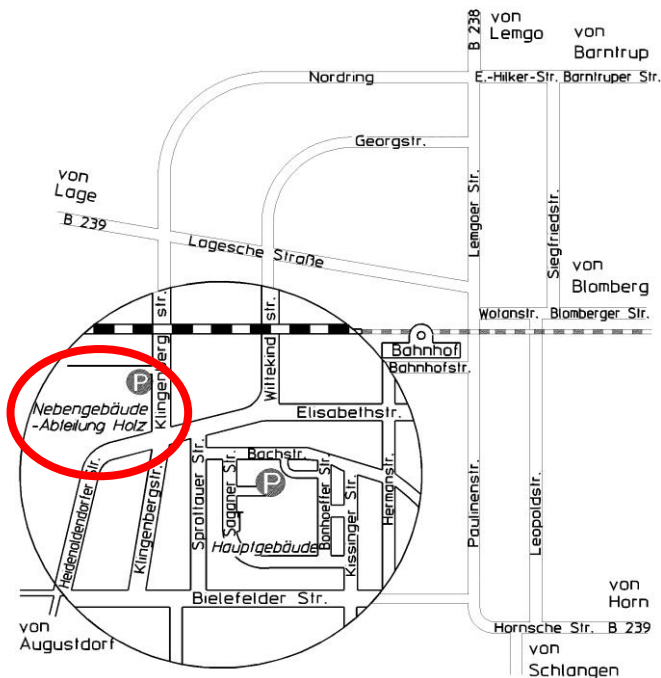 B 238
von
Lemgo
von
Barntrup
Nordring
E.-Hilker-Str.
Barntruper Str.
Georgstr.
von
Lage
B 239
Lagesche Straße
Lemgoer Str.
Siegfriedstr.
von
Blomberg
Wotanstr.
Blomberger Str.
Klingenberg str.
Wittekind str.
Bahnhof
Bahnhofstr.
P
Nebengebäude
-Ableilung Holz
Elisabethstr.
Bachstr.
P
Heidenoldendorfer Str.
Klingenbergstr.
Sprottauer Str.
Saganer Str.
Hauptgebäude
Bonhoeffer Str.
Kissinger Str.
Hermanstr.
Paulinenstr.
Leopoldstr.
Bielefelder Str.
von
Augustdorf
von
Horn
Hornsche Str.
B 239
von
Schlangen